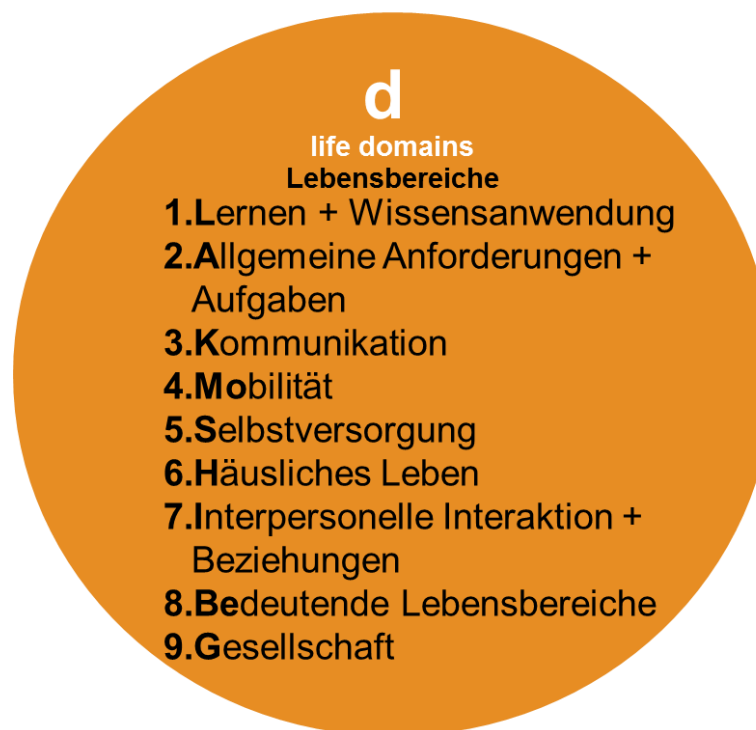 d
life domains
Lebensbereiche
1.Lernen + Wissensanwendung
2.Allgemeine Anforderungen +
Aufgaben
3.Kommunikation
4.Mobilität
5.Selbstversorgung
6.Häusliches Leben
7.Interpersonelle Interaktion +
Beziehungen
8.Bedeutende Lebensbereiche
9.Gesellschaft